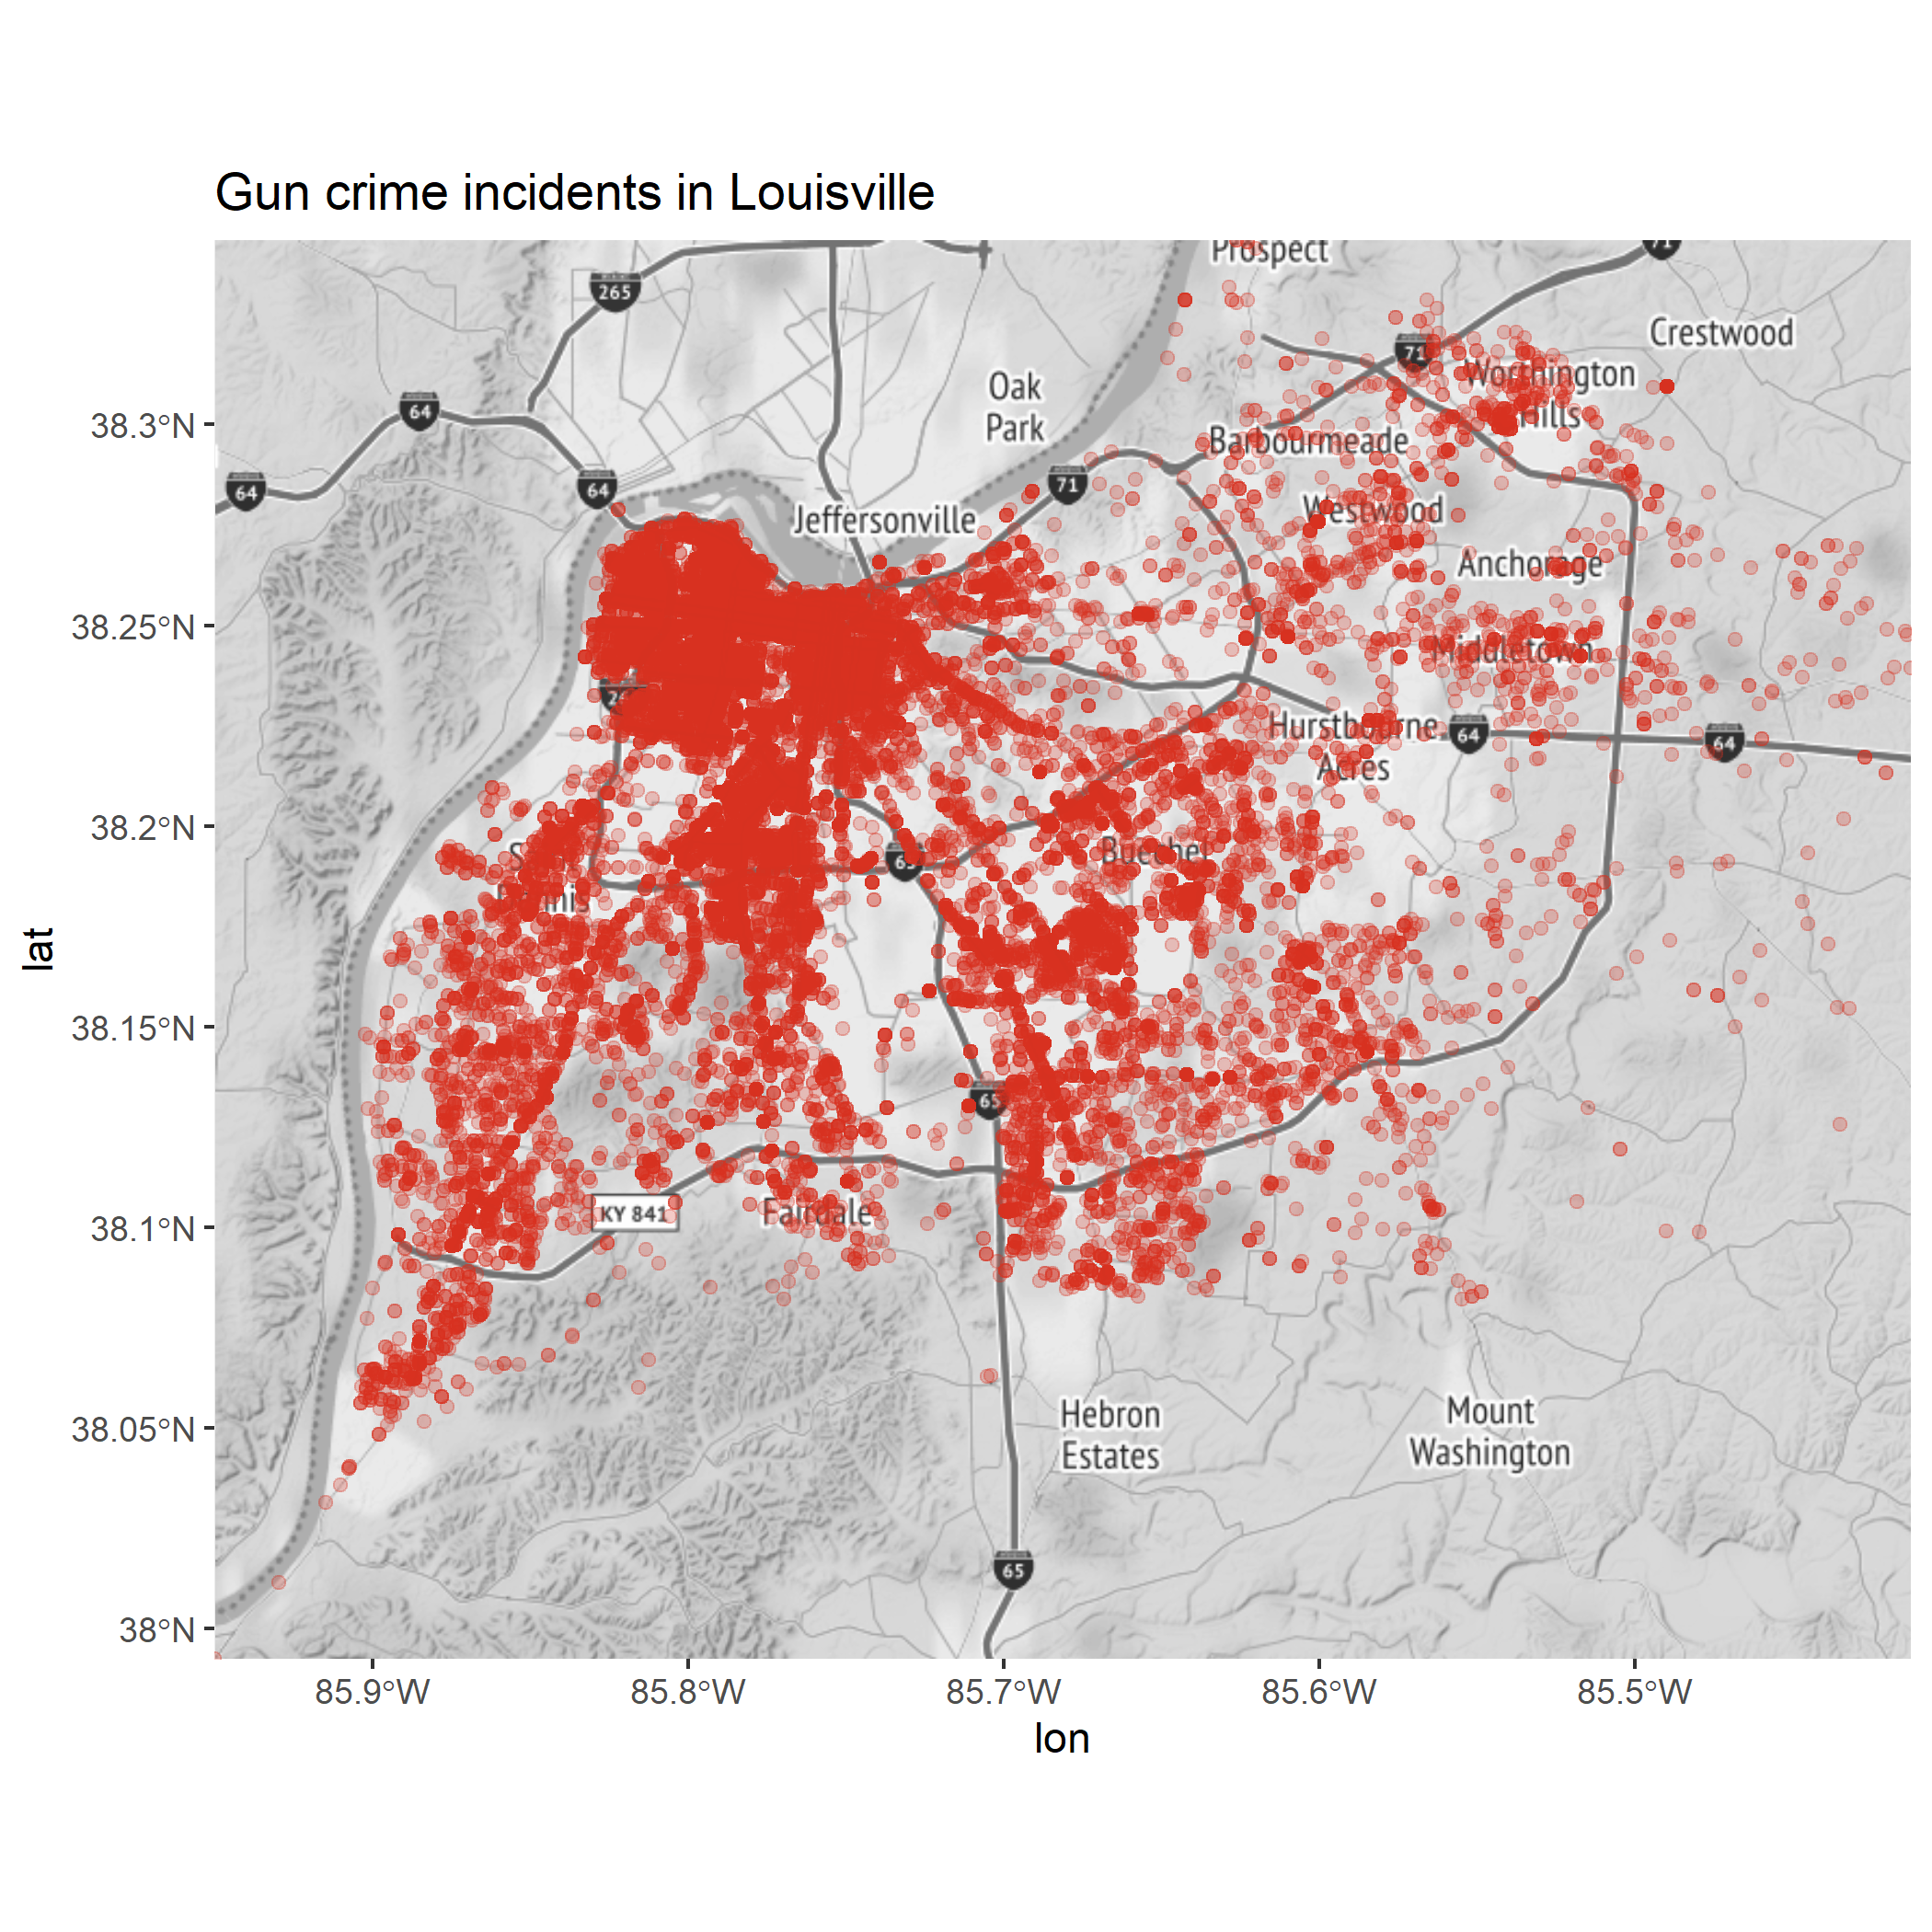 Gun crime incidents in Louisville
Prospect
71
265
Crestwood
71
Worthington
Hills
Oak
Park
64
Barbourmeade
64
64
71
Westwood
Jeffersonville
Anchorage
Middletown
Hurstbourne
Acres
64
64
Buechel
65
KY 841
Fairdale
Hebron
Estates
Mount
Washington
65
38.3°N
38.25°N
38.2°N
38.15°N
38.1°N
38.05°N
38°N
lat
85.9°W
85.8°W
85.7°W
85.6°W
85.5°W
lon